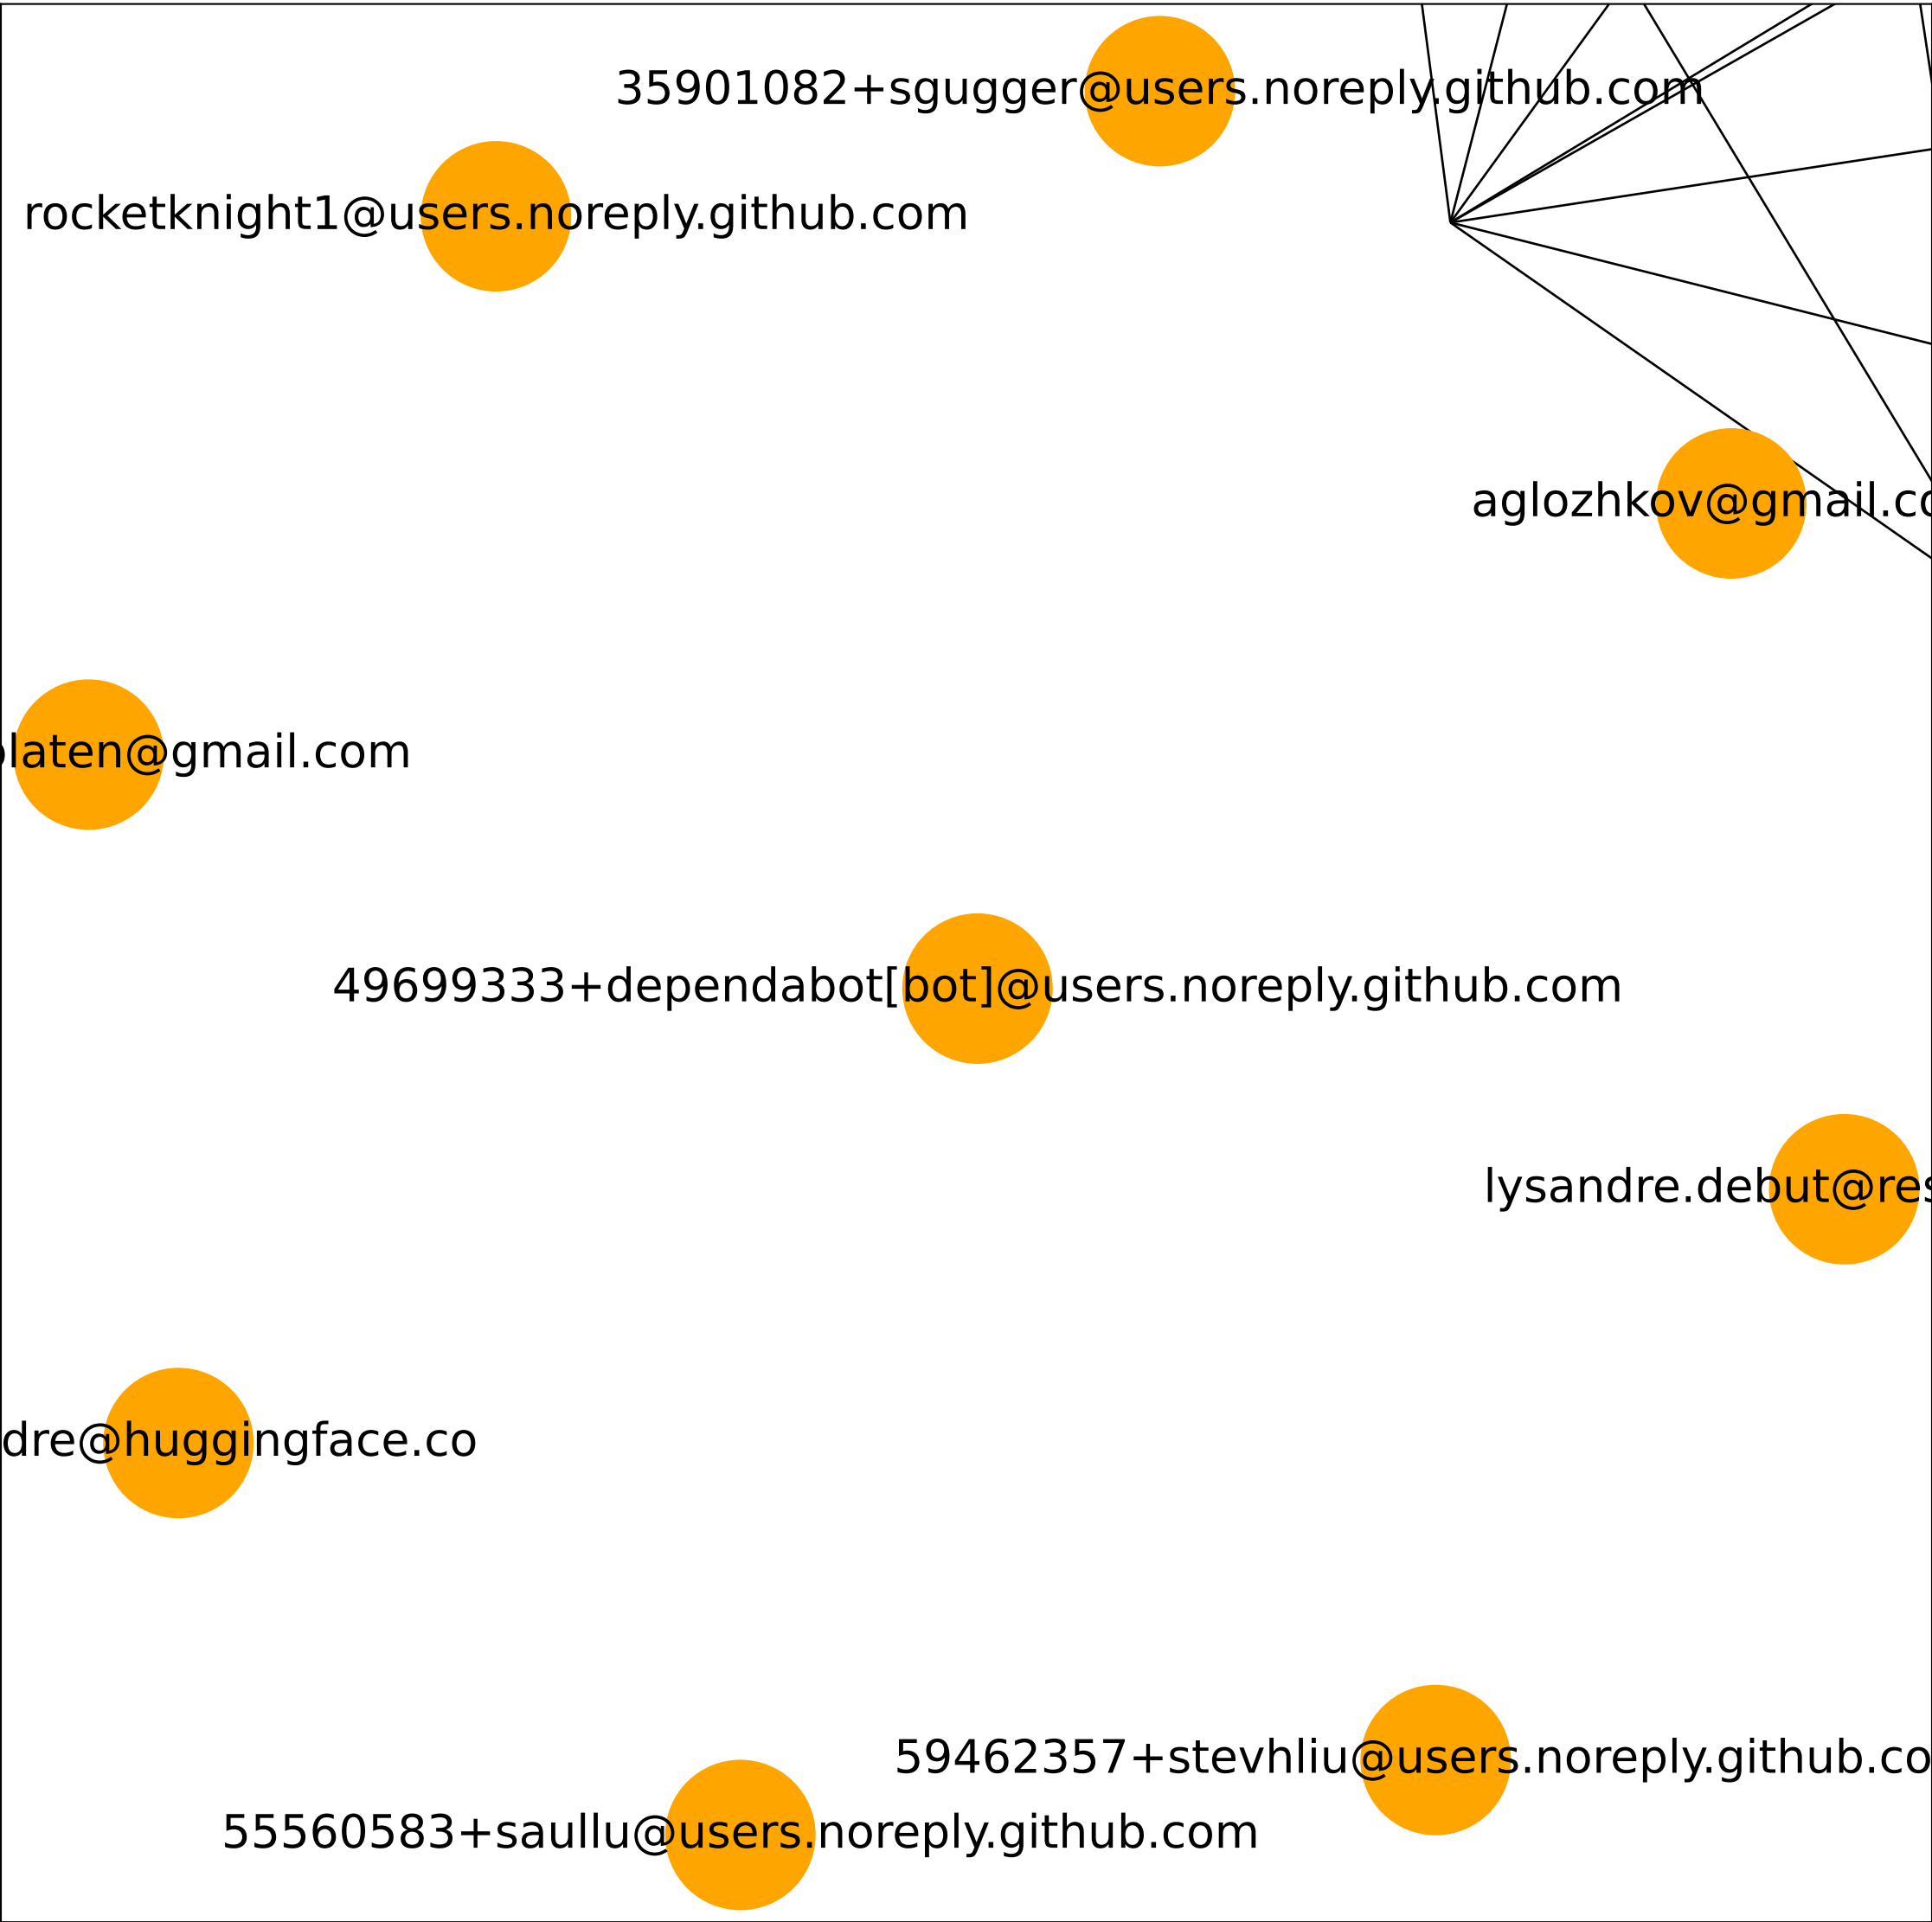 35901082+sgugger@users.noreply.github.com
rocketknight1@users.noreply.github.com
aglozhkov@gmail.co
laten@gmail.com
49699333+dependabot[bot]@users.noreply.github.com
lysandre.debut@res
dre@huggingface.co
59462357+stevhliu@users.noreply.github.co
55560583+saullu@users.noreply.github.com